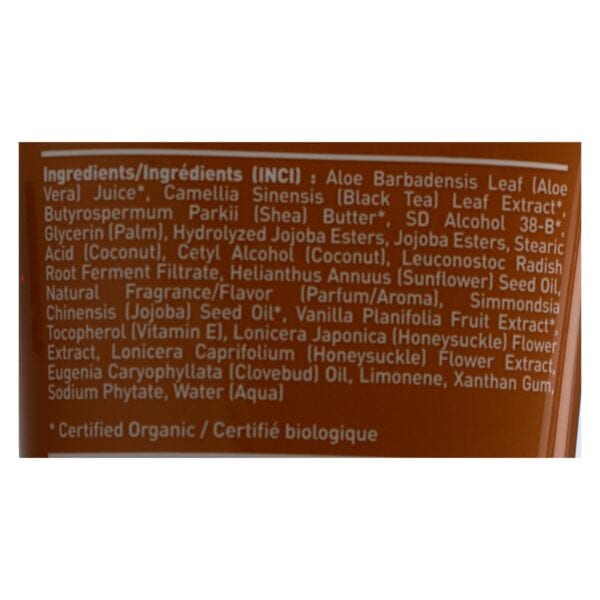 Ingredients/Ingrédients (INCI) : Aloe Barbadensis Leaf (Aloe
Vera) Juice*, Camellia Sinensis (Black Tea) Leaf Extract*,
Butyrospermum Parkii (Shea) Butter*, SD Alcohol 38-B*,
Glycerin (Palm), Hydrolyzed Jojoba Esters, Jojoba Esters, Stearic
Acid (Coconut), Cetyl Alcohol (Coconut), Leuconostoc Radish
Root Ferment Filtrate, Helianthus Annuus (Sunflower) Seed Oil,
Natural Fragrance/Flavor (Parfum/Aroma), Simmondsia
Chinensis (Jojoba) Seed Oil*, Vanilla Planifolia Fruit Extract*,
Tocopherol (Vitamin E), Lonicera Japonica (Honeysuckle) Flower
Extract, Lonicera Caprifolium (Honeysuckle) Flower Extract,
Eugenia Caryophyllata (Clovebud) Oil, Limonene, Xanthan Gum,
Sodium Phytate, Water (Aqua)
* Certified Organic / Certifié biologique